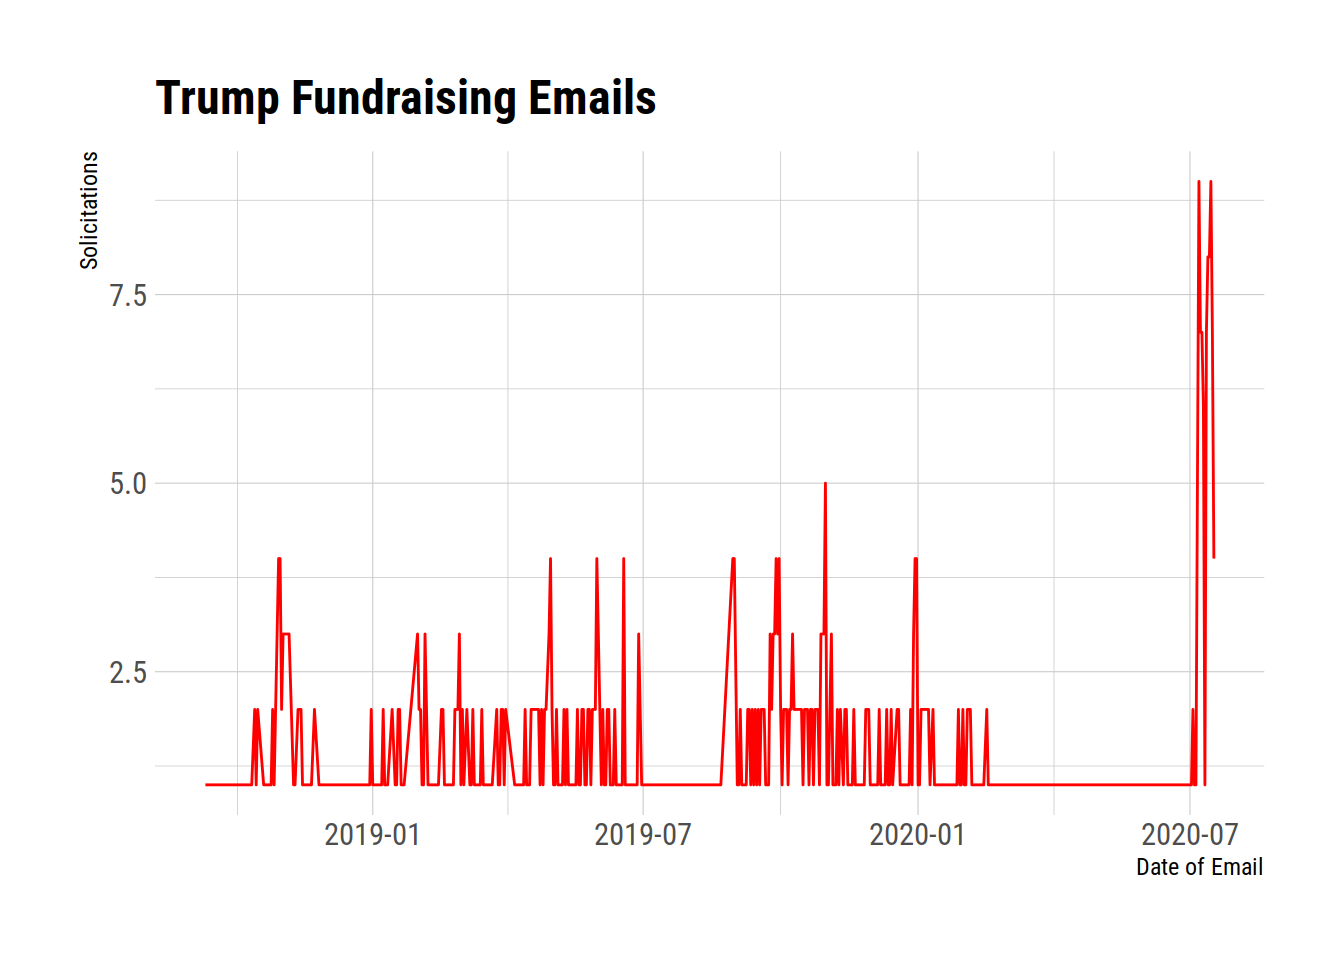 Trump Fundraising Emails
Solicitations
7.5
5.0
2.5
2019-01
2019-07
2020-01
2020-07
Date of Email